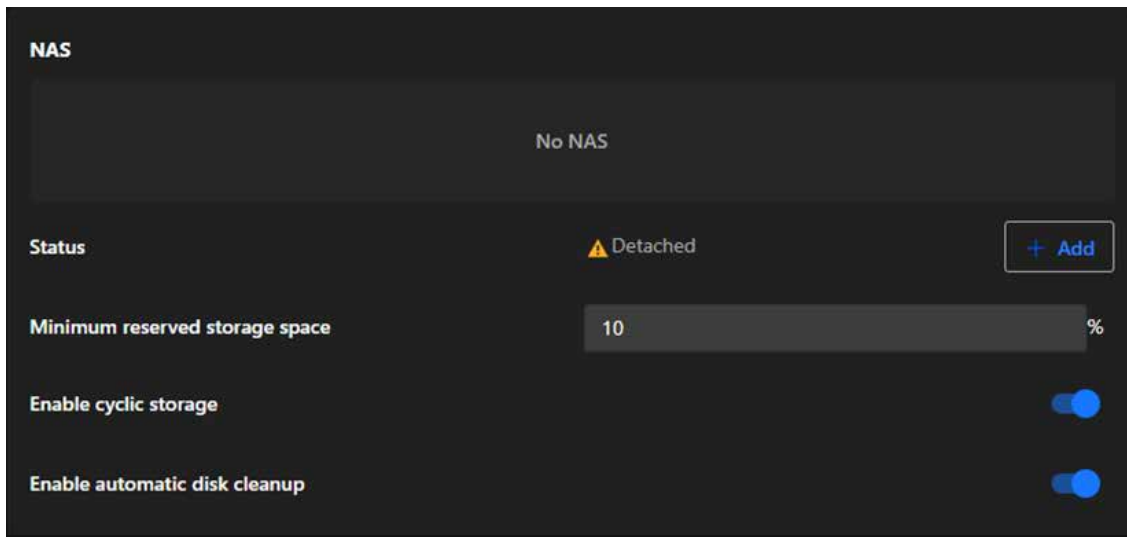 NAS
No NAS
Status Detached + Add
Minimum reserved storage space 10 %
Enable cyclic storage
Enable automatic disk cleanup